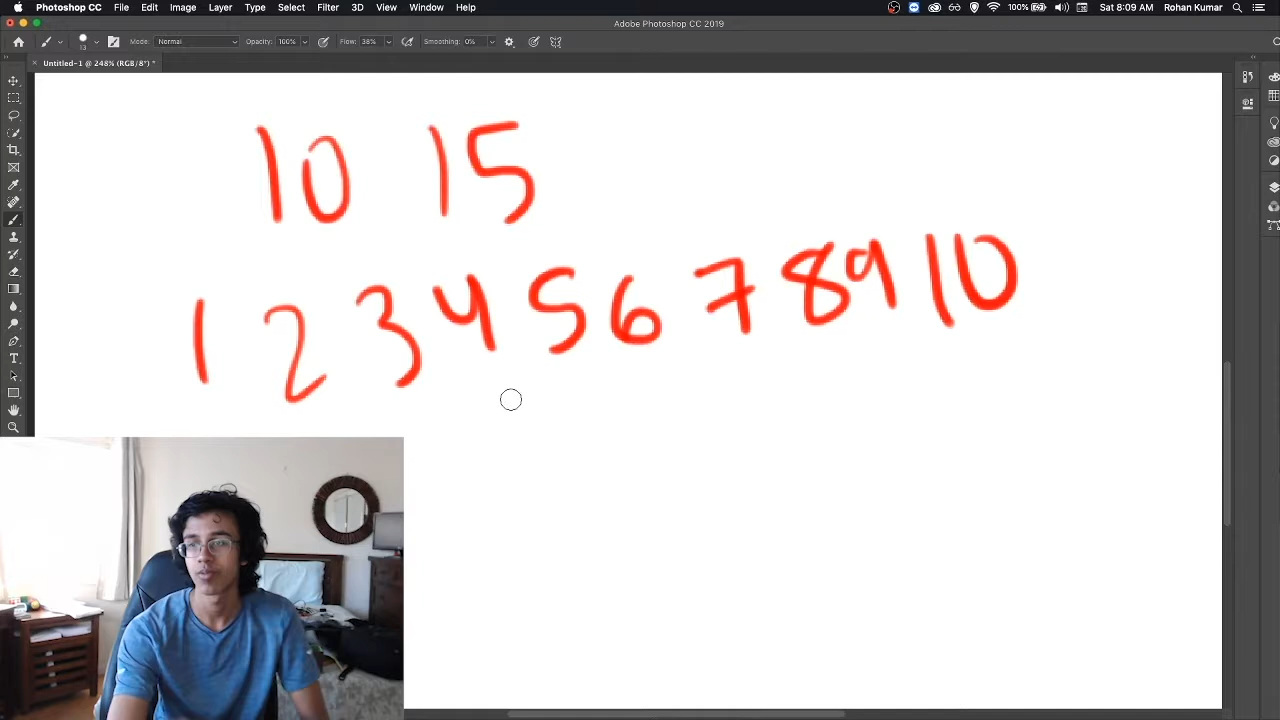 Photoshop CC File Edit Image Layer Type Select Filter 3D View Window Help 100% Sat 8:09 AM Rohan Kumar
Adobe Photoshop CC 2019
13 Mode: Normal Opacity: 100% Flow: 38% Smoothing: 0%
Untitled-1 @ 248% (RGB/8*) *
10 15
1 2 3 4 5 6 7 8 9 10